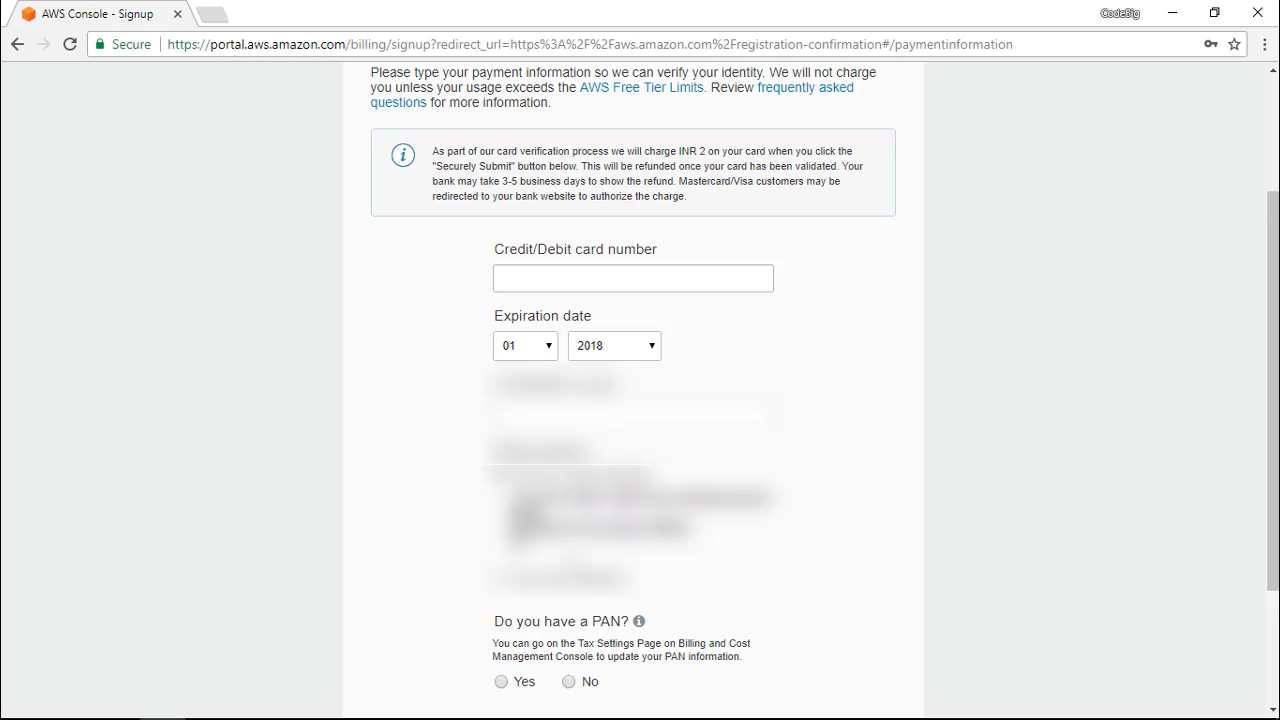 AWS Console - Signup
CodeBig
Secure
https://portal.aws.amazon.com/billing/signup?redirect_url=https%3A%2F%2Faws.amazon.com%2Fregistration-confirmation#/paymentinformation
Please type your payment information so we can verify your identity. We will not charge
you unless your usage exceeds the AWS Free Tier Limits. Review frequently asked
questions for more information.
As part of our card verification process we will charge INR 2 on your card when you click the
"Securely Submit" button below. This will be refunded once your card has been validated. Your
bank may take 3-5 business days to show the refund. Mastercard/Visa customers may be
redirected to your bank website to authorize the charge.
Credit/Debit card number
Expiration date
01
2018
Do you have a PAN?
You can go on the Tax Settings Page on Billing and Cost
Management Console to update your PAN information.
Yes
No